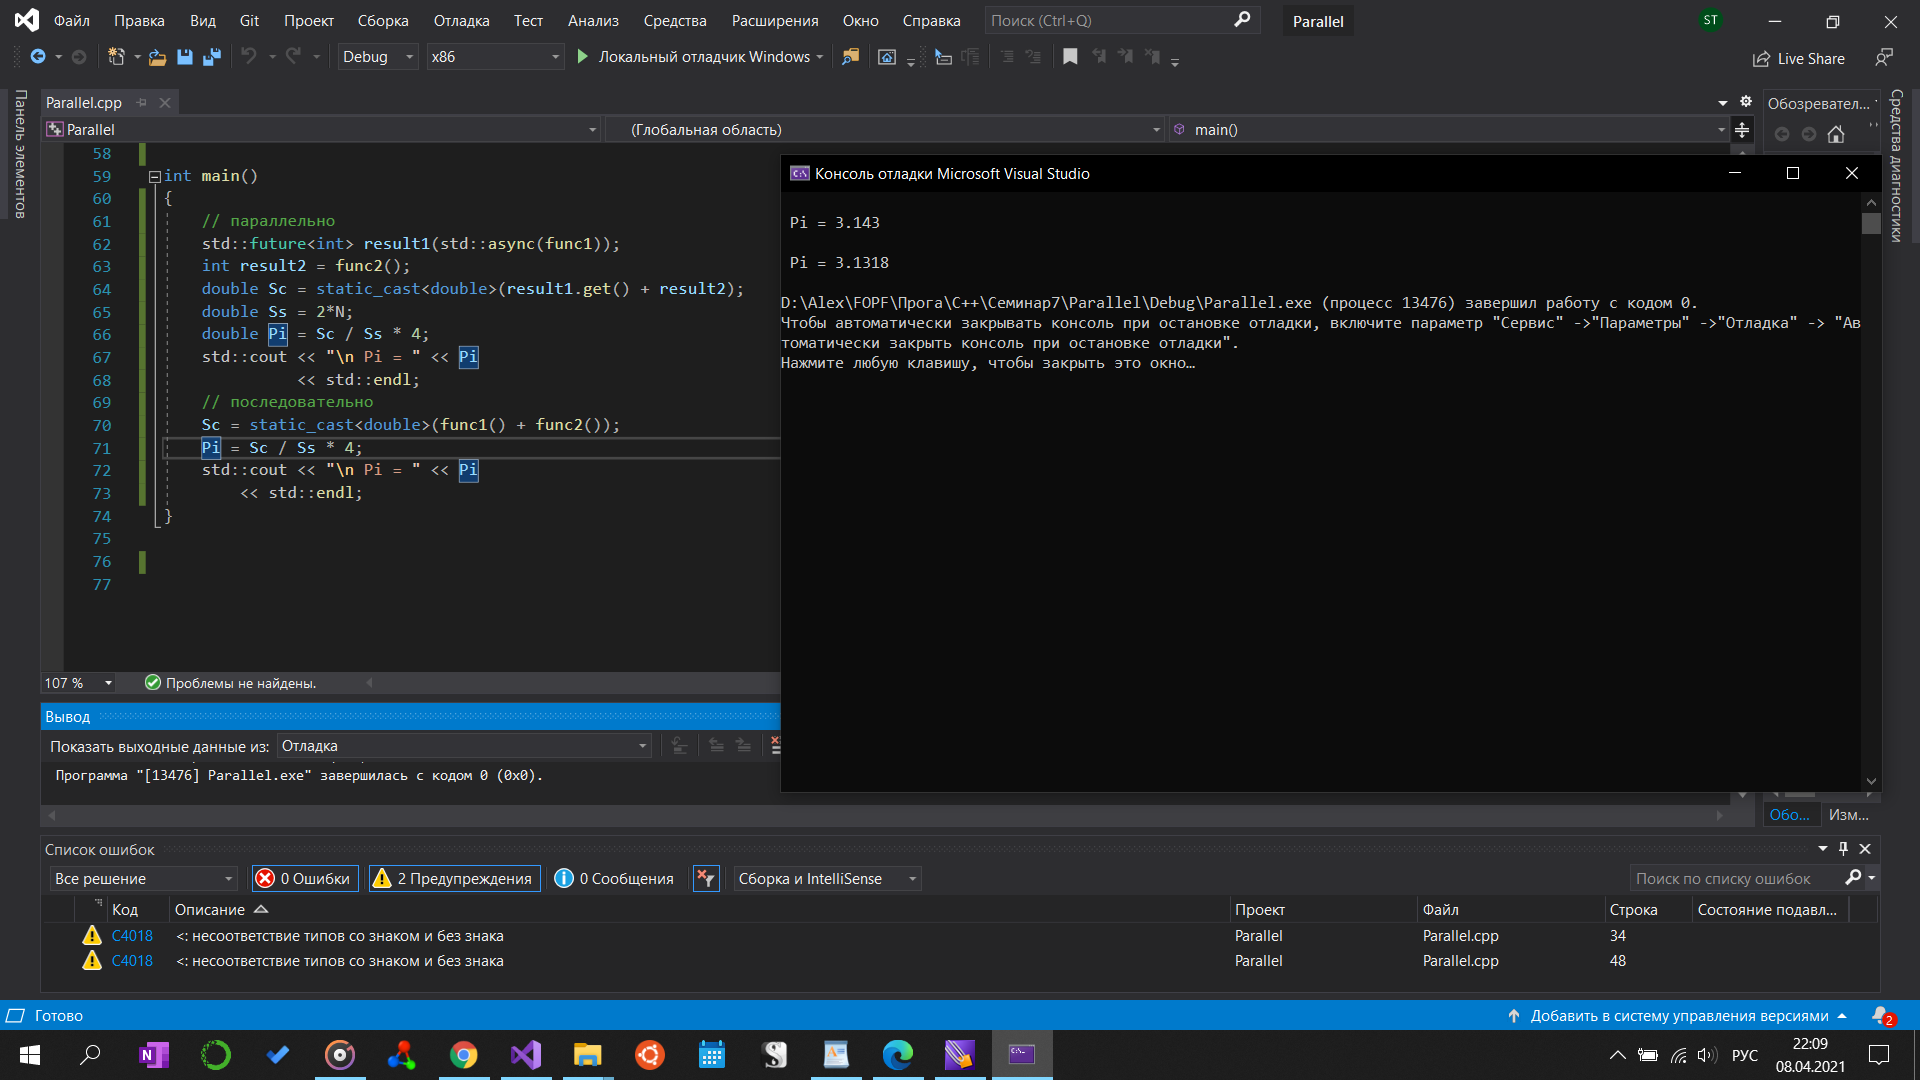 Файл Правка Вид Git Проект Сборка Отладка Тест Анализ Средства Расширения Окно Справка Поиск (Ctrl+Q) Parallel ST
Debug x86 Локальный отладчик Windows Live Share
Панель элементов
Parallel.cpp
Обозревател...
Средства диагностики
Parallel (Глобальная область) main()
58
59 int main()
60 {
61 // параллельно
62 std::future<int> result1(std::async(func1));
63 int result2 = func2();
64 double Sc = static_cast<double>(result1.get() + result2);
65 double Ss = 2*N;
66 double Pi = Sc / Ss * 4;
67 std::cout << "\n Pi = " << Pi
68 << std::endl;
69 // последовательно
70 Sc = static_cast<double>(func1() + func2());
71 Pi = Sc / Ss * 4;
72 std::cout << "\n Pi = " << Pi
73 << std::endl;
74 }
75
76
77
Консоль отладки Microsoft Visual Studio
Pi = 3.143
Pi = 3.1318
D:\Alex\FOPF\Прога\C++\Семинар7\Parallel\Debug\Parallel.exe (процесс 13476) завершил работу с кодом 0.
Чтобы автоматически закрывать консоль при остановке отладки, включите параметр "Сервис" ->"Параметры" ->"Отладка" -> "Ав
томатически закрыть консоль при остановке отладки".
Нажмите любую клавишу, чтобы закрыть это окно…
107 % Проблемы не найдены.
Вывод
Показать выходные данные из: Отладка
Программа "[13476] Parallel.exe" завершилась с кодом 0 (0x0).
Обо... Изм...
Список ошибок
Все решение 0 Ошибки 2 Предупреждения 0 Сообщения Сборка и IntelliSense Поиск по списку ошибок
Код Описание Проект Файл Строка Состояние подавл...
C4018 <: несоответствие типов со знаком и без знака Parallel Parallel.cpp 34
C4018 <: несоответствие типов со знаком и без знака Parallel Parallel.cpp 48
Готово Добавить в систему управления версиями 2
РУС 22:09
08.04.2021